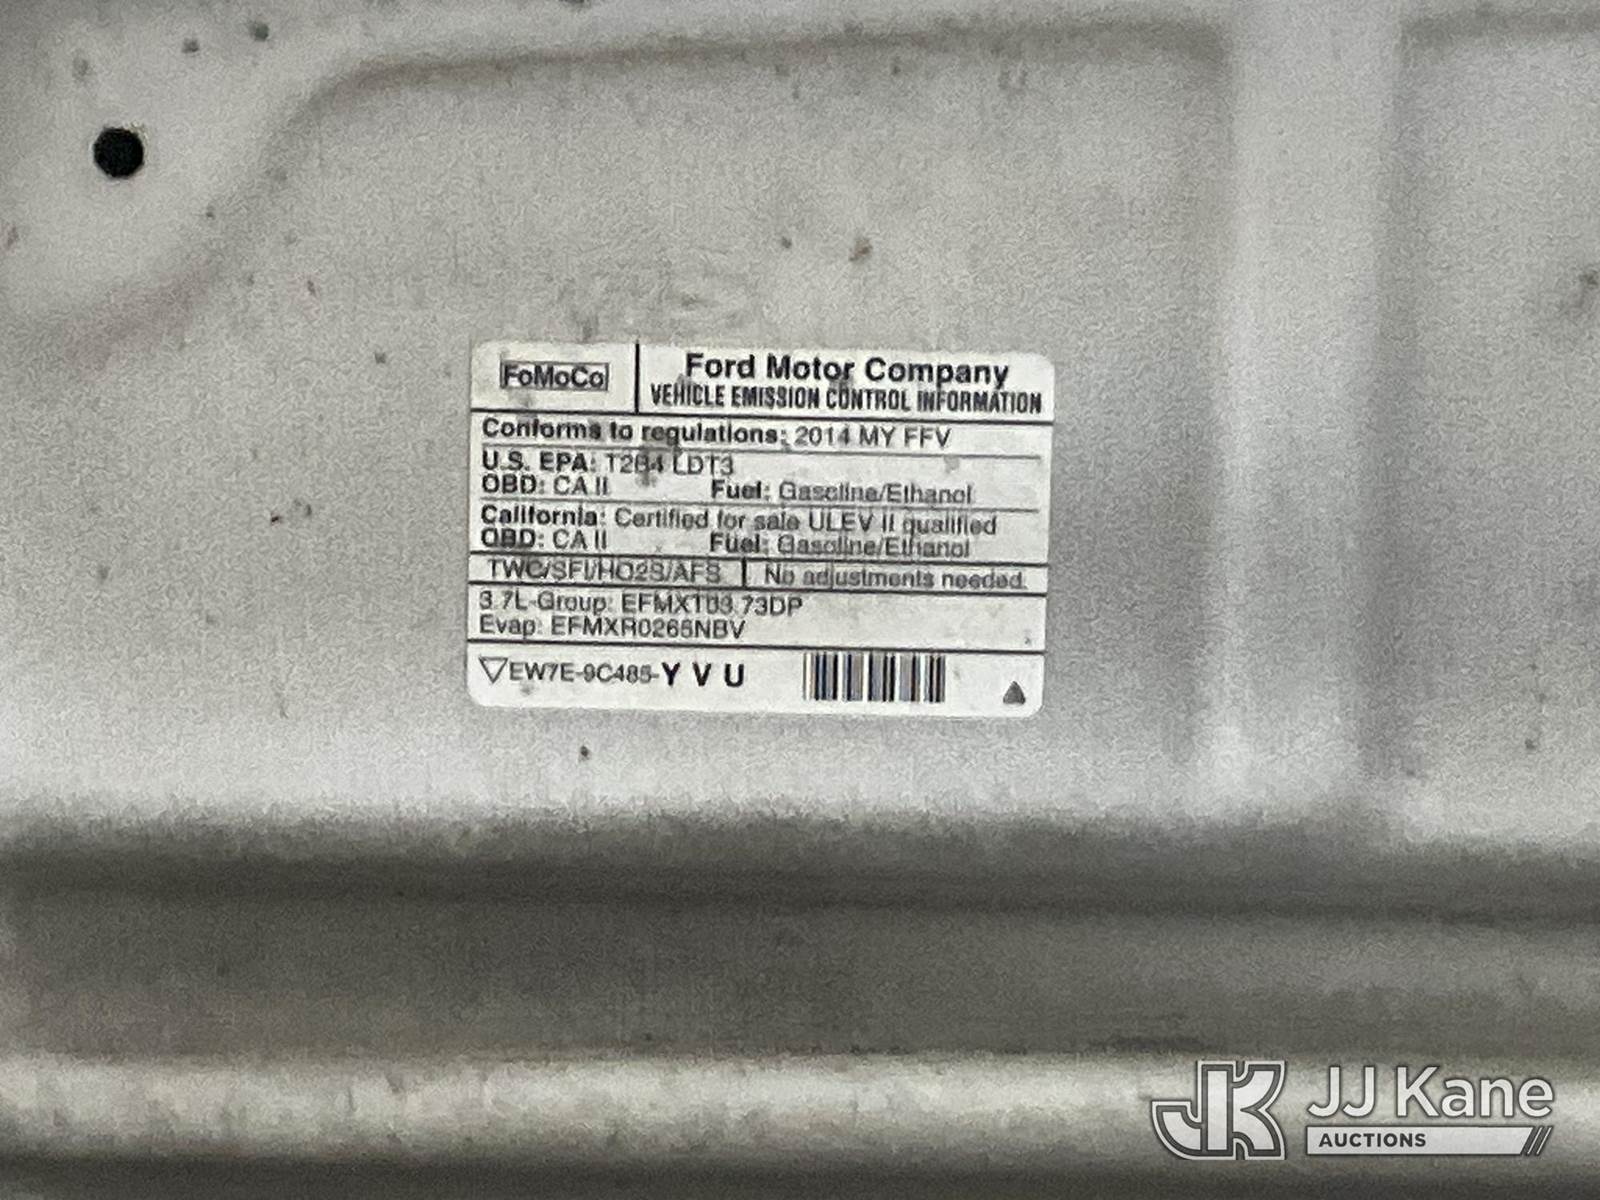 FoMoCo
Ford Motor Company
VEHICLE EMISSION CONTROL INFORMATION
Conforms to regulations: 2014 MY FFV
U.S. EPA: T2B4 LDT3
OBD: CA II Fuel: Gasoline/Ethanol
California: Certified for sale ULEV II qualified
OBD: CA II Fuel: Gasoline/Ethanol
TWC/SFI/HO2S/AFS No adjustments needed.
3.7L-Group: EFMXT03.73DP
Evap: EFMXR0265NBV
EW7E-9C485-Y V U
JK
JJ Kane
AUCTIONS